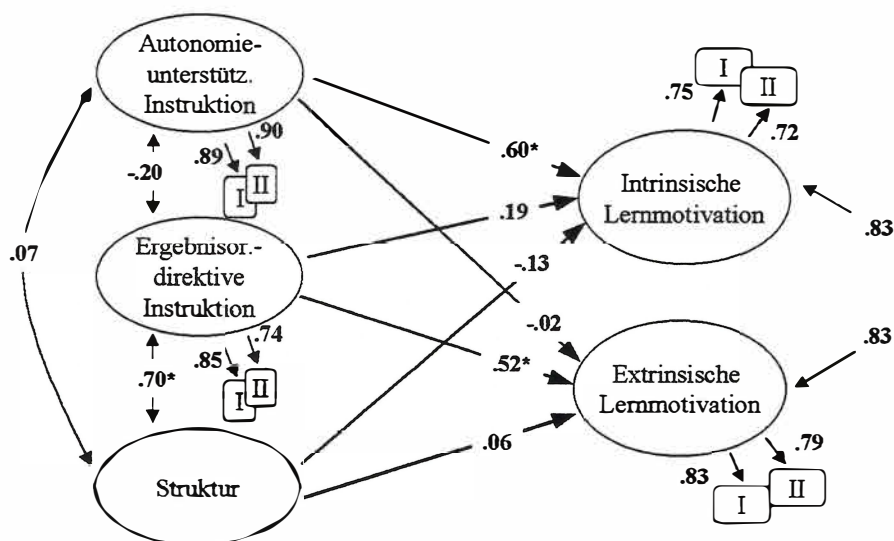 Autonomie-
unterstütz.
Instruktion
.89
.90
I
II
-.20
.07
Ergebnisor.-
direktive
Instruktion
.85
.74
I
II
.70*
Struktur
.60*
.19
-.13
-.02
.52*
.06
I
II
.75
.72
Intrinsische
Lernmotivation
.83
.83
Extrinsische
Lernmotivation
.83
.79
I
II